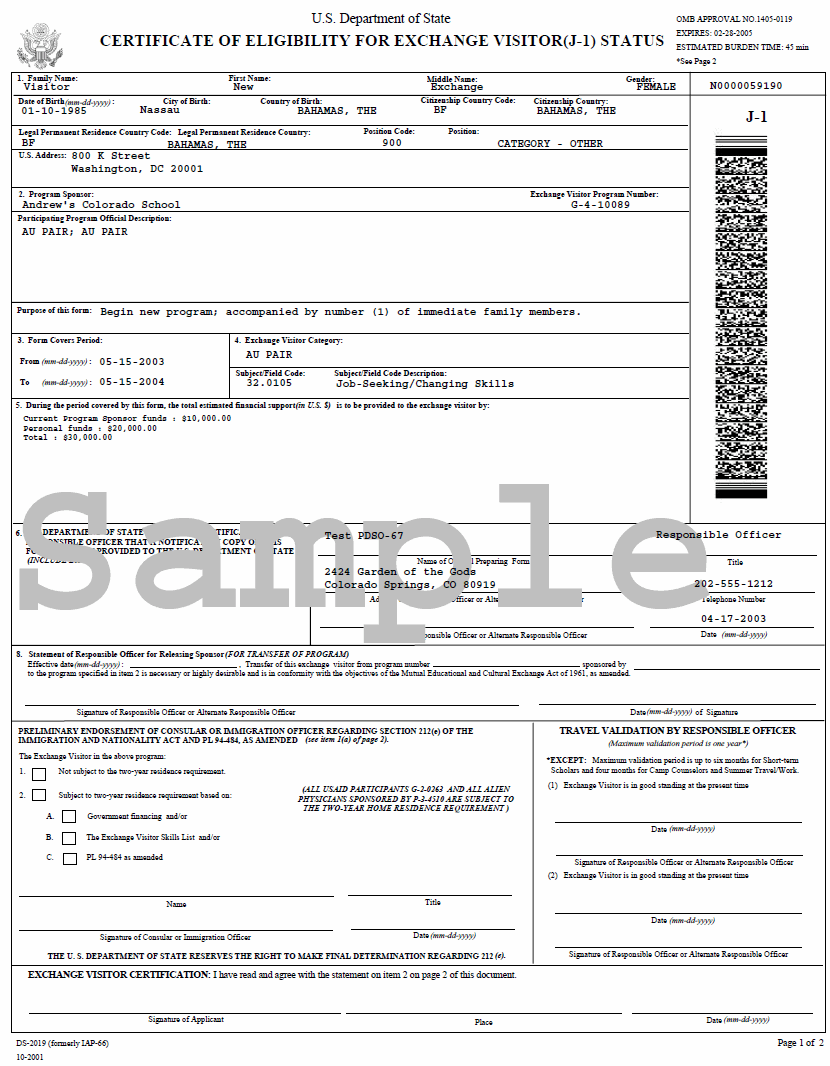 U.S. Department of State
CERTIFICATE OF ELIGIBILITY FOR EXCHANGE VISITOR(J-1) STATUS
OMB APPROVAL NO.1405-0119
EXPIRES: 02-28-2005
ESTIMATED BURDEN TIME: 45 min
*See Page 2
1. Family Name: First Name: Middle Name: Gender:
Visitor New Exchange FEMALE
N0000059190
J-1
Date of Birth(mm-dd-yyyy) : City of Birth: Country of Birth: Citizenship Country Code: Citizenship Country:
01-10-1985 Nassau BAHAMAS, THE BF BAHAMAS, THE
Legal Permanent Residence Country Code: Legal Permanent Residence Country: Position Code: Position:
BF BAHAMAS, THE 900 CATEGORY - OTHER
U.S. Address: 800 K Street
Washington, DC 20001
2. Program Sponsor: Exchange Visitor Program Number:
Andrew's Colorado School G-4-10089
Participating Program Official Description:
AU PAIR; AU PAIR
Purpose of this form: Begin new program; accompanied by number (1) of immediate family members.
3. Form Covers Period:
From (mm-dd-yyyy) : 05-15-2003
To (mm-dd-yyyy) : 05-15-2004
4. Exchange Visitor Category:
AU PAIR
Subject/Field Code: Subject/Field Code Description:
32.0105 Job-Seeking/Changing Skills
5. During the period covered by this form, the total estimated financial support(in U.S. $) is to be provided to the exchange visitor by:
Current Program Sponsor funds : $10,000.00
Personal funds : $20,000.00
Total : $30,000.00
Sample
6. DEPARTMENT OF STATE
RESPONSIBLE OFFICER THAT A NOTIFICATION COPY OF THIS
PROVIDED TO THE U.S. DEPARTMENT OF STATE
(INCLUDE
Test PDSO-67 Responsible Officer
Name of Official Preparing Form Title
2424 Garden of the Gods
Colorado Springs, CO 80919 202-555-1212
Officer or Alternate Responsible Officer Telephone Number
04-17-2003
Responsible Officer or Alternate Responsible Officer Date (mm-dd-yyyy)
8. Statement of Responsible Officer for Releasing Sponsor (FOR TRANSFER OF PROGRAM)
Effective date(mm-dd-yyyy) : , Transfer of this exchange visitor from program number sponsored by
to the program specified in item 2 is necessary or highly desirable and is in conformity with the objectives of the Mutual Educational and Cultural Exchange Act of 1961, as amended.
Signature of Responsible Officer or Alternate Responsible Officer Date(mm-dd-yyyy) of Signature
PRELIMINARY ENDORSEMENT OF CONSULAR OR IMMIGRATION OFFICER REGARDING SECTION 212(e) OF THE
IMMIGRATION AND NATIONALITY ACT AND PL 94-484, AS AMENDED (see item 1(a) of page 2).
The Exchange Visitor in the above program:
1. Not subject to the two-year residence requirement.
2. Subject to two-year residence requirement based on:
A. Government financing and/or
B. The Exchange Visitor Skills List and/or
C. PL 94-484 as amended
(ALL USAID PARTICIPANTS G-2-0263 AND ALL ALIEN
PHYSICIANS SPONSORED BY P-3-4510 ARE SUBJECT TO
THE TWO-YEAR HOME RESIDENCE REQUIREMENT )
Name Title
Signature of Consular or Immigration Officer Date (mm-dd-yyyy)
THE U. S. DEPARTMENT OF STATE RESERVES THE RIGHT TO MAKE FINAL DETERMINATION REGARDING 212 (e).
TRAVEL VALIDATION BY RESPONSIBLE OFFICER
(Maximum validation period is one year*)
*EXCEPT: Maximum validation period is up to six months for Short-term
Scholars and four months for Camp Counselors and Summer Travel/Work.
(1) Exchange Visitor is in good standing at the present time
Date (mm-dd-yyyy)
Signature of Responsible Officer or Alternate Responsible Officer
(2) Exchange Visitor is in good standing at the present time
Date (mm-dd-yyyy)
Signature of Responsible Officer or Alternate Responsible Officer
EXCHANGE VISITOR CERTIFICATION: I have read and agree with the statement on item 2 on page 2 of this document.
Signature of Applicant Place Date (mm-dd-yyyy)
DS-2019 (formerly IAP-66) Page 1 of 2
10-2001